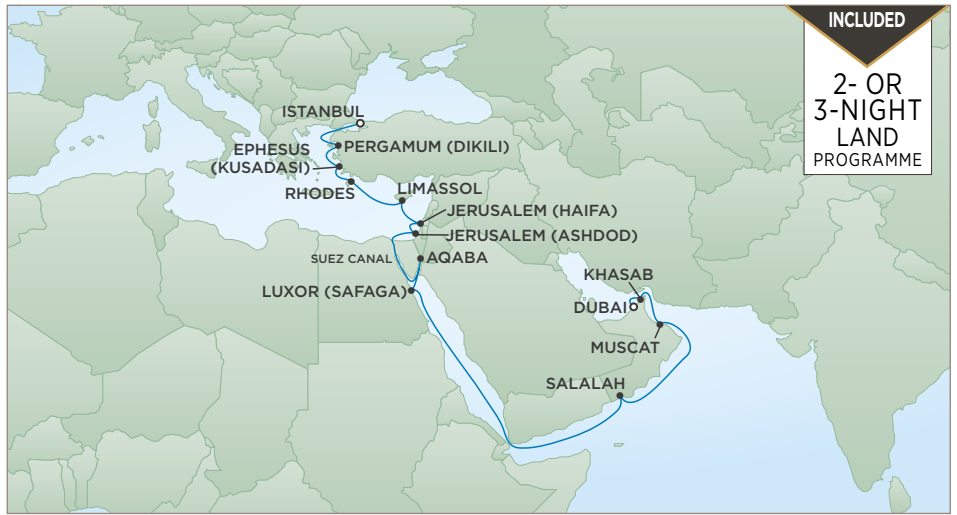 INCLUDED
2- OR
3-NIGHT
LAND
PROGRAMME
ISTANBUL
PERGAMUM (DIKILI)
EPHESUS
(KUSADASI)
RHODES
LIMASSOL
JERUSALEM (HAIFA)
JERUSALEM (ASHDOD)
SUEZ CANAL
AQABA
LUXOR (SAFAGA)
KHASAB
DUBAI
MUSCAT
SALALAH